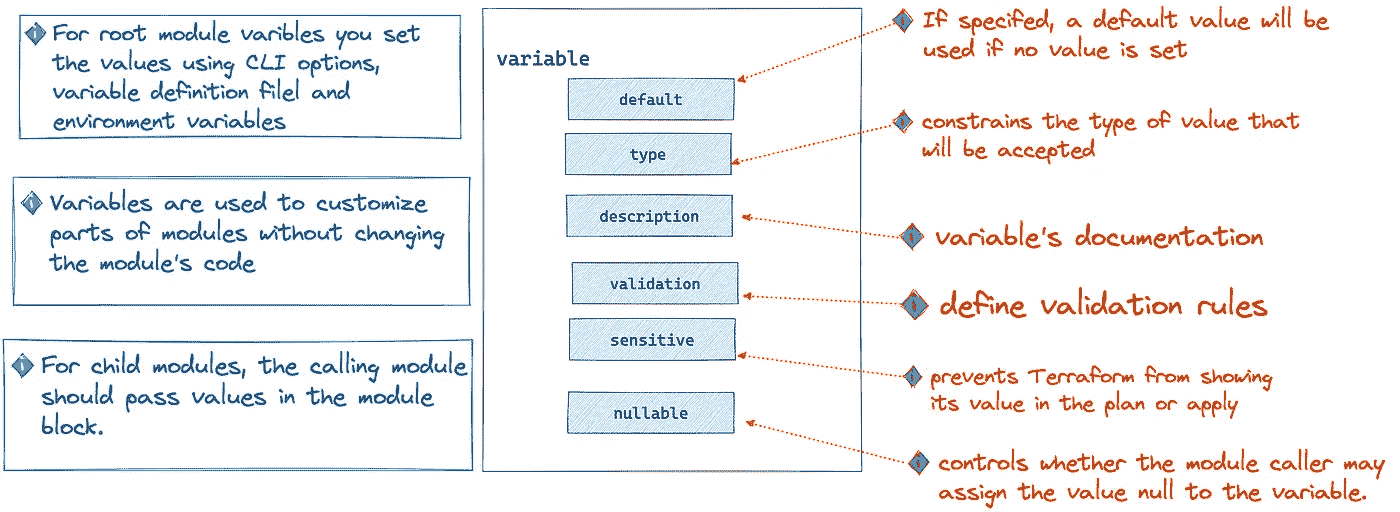 For root module varibles you set
the values using CLI options,
variable definition filel and
environment variables
Variables are used to customize
parts of modules without changing
the module's code
For child modules, the calling module
should pass values in the module
block.
variable
default
type
description
validation
sensitive
nullable
If specifed, a default value will be
used if no value is set
constrains the type of value that
will be accepted
variable's documentation
define validation rules
prevents Terraform from showing
its value in the plan or apply
controls whether the module caller may
assign the value null to the variable.